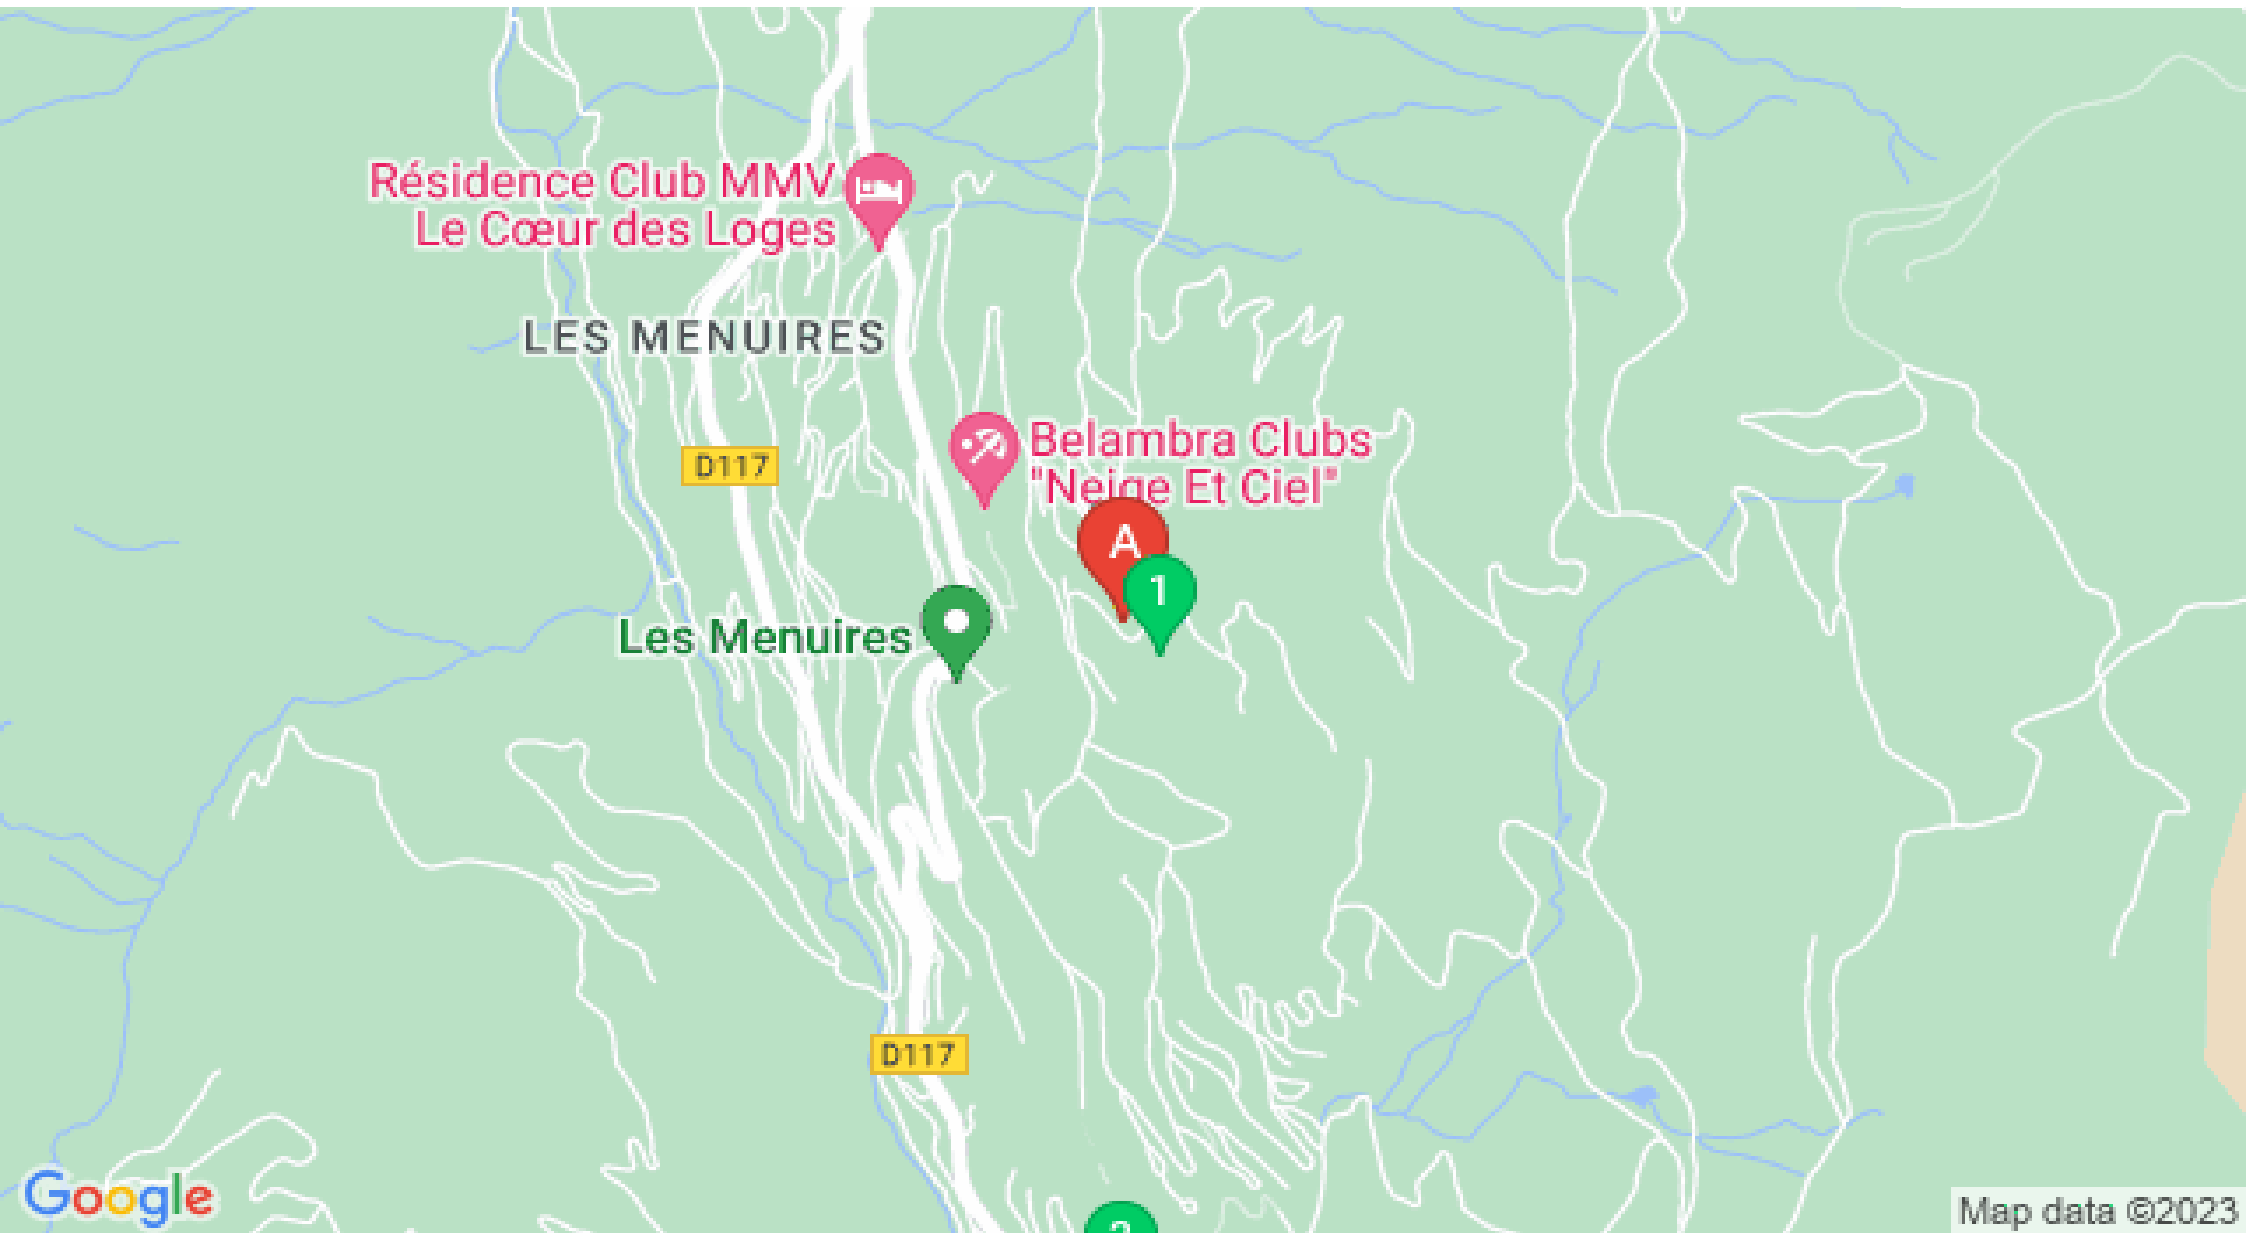 Résidence Club MMV
Le Cœur des Loges
LES MENUIRES
Belambra Clubs
"Neige Et Ciel"
D117
A
1
Les Menuires
D117
Google
Map data ©2023